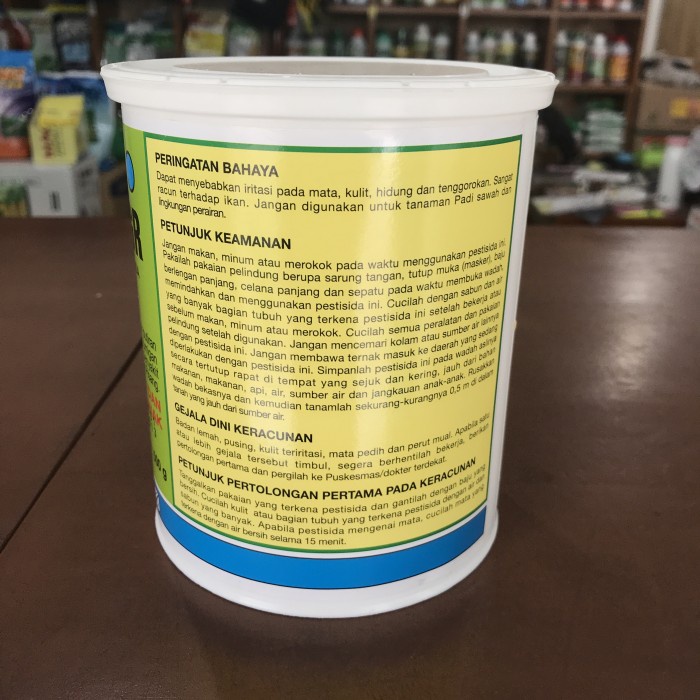 PERINGATAN BAHAYA
Dapat menyebabkan iritasi pada mata, kulit, hidung dan tenggorokan. Sangat
racun terhadap ikan. Jangan digunakan untuk tanaman Padi sawah dan
lingkungan perairan.
PETUNJUK KEAMANAN
Jangan makan, minum atau merokok pada waktu menggunakan pestisida ini.
Pakailah pakaian pelindung berupa sarung tangan, tutup muka (masker), baju
berlengan panjang, celana panjang dan sepatu pada waktu membuka wadah,
memindahkan dan menggunakan pestisida ini. Cucilah dengan sabun dan air
yang banyak bagian tubuh yang terkena pestisida ini setelah bekerja atau
sebelum makan, minum atau merokok. Cucilah semua peralatan dan pakaian
pelindung setelah digunakan. Jangan mencemari kolam atau sumber air lainnya
dengan pestisida ini. Jangan membawa ternak masuk ke daerah yang sedang
diperlakukan dengan pestisida ini. Simpanlah pestisida ini pada wadah aslinya
secara tertutup rapat di tempat yang sejuk dan kering, jauh dari bahan
makanan, makanan, api, air, sumber air dan jangkauan anak-anak. Rusakkan
wadah bekasnya dan kemudian tanamlah sekurang-kurangnya 0,5 m di dalam
tanah yang jauh dari sumber air.
GEJALA DINI KERACUNAN
Badan lemah, pusing, kulit teriritasi, mata pedih dan perut mual. Apabila satu
atau lebih gejala tersebut timbul, segera berhentilah bekerja, berikan
pertolongan pertama dan pergilah ke Puskesmas/dokter terdekat.
PETUNJUK PERTOLONGAN PERTAMA PADA KERACUNAN
Tanggalkan pakaian yang terkena pestisida dan gantilah dengan baju yang
bersih. Cucilah kulit atau bagian tubuh yang terkena pestisida dengan air dan
sabun yang banyak. Apabila pestisida mengenai mata, cucilah mata yang
terkena dengan air bersih selama 15 menit.